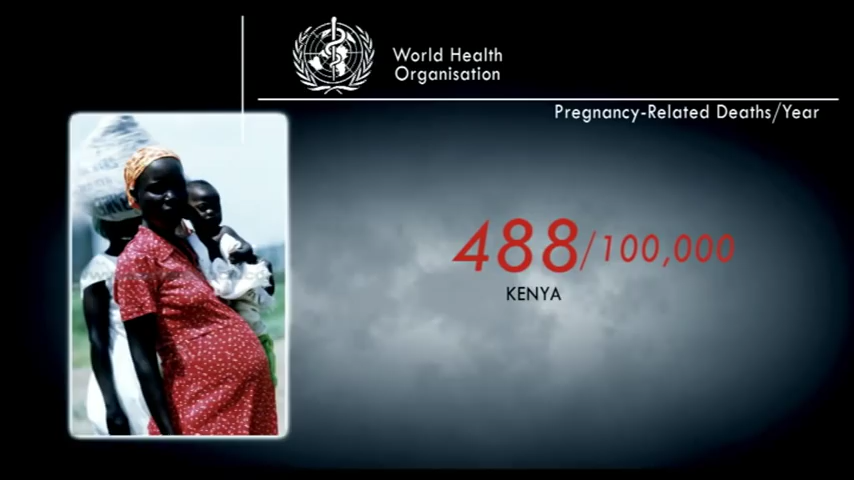 World Health
Organisation
Pregnancy-Related Deaths/Year
488/100,000
KENYA